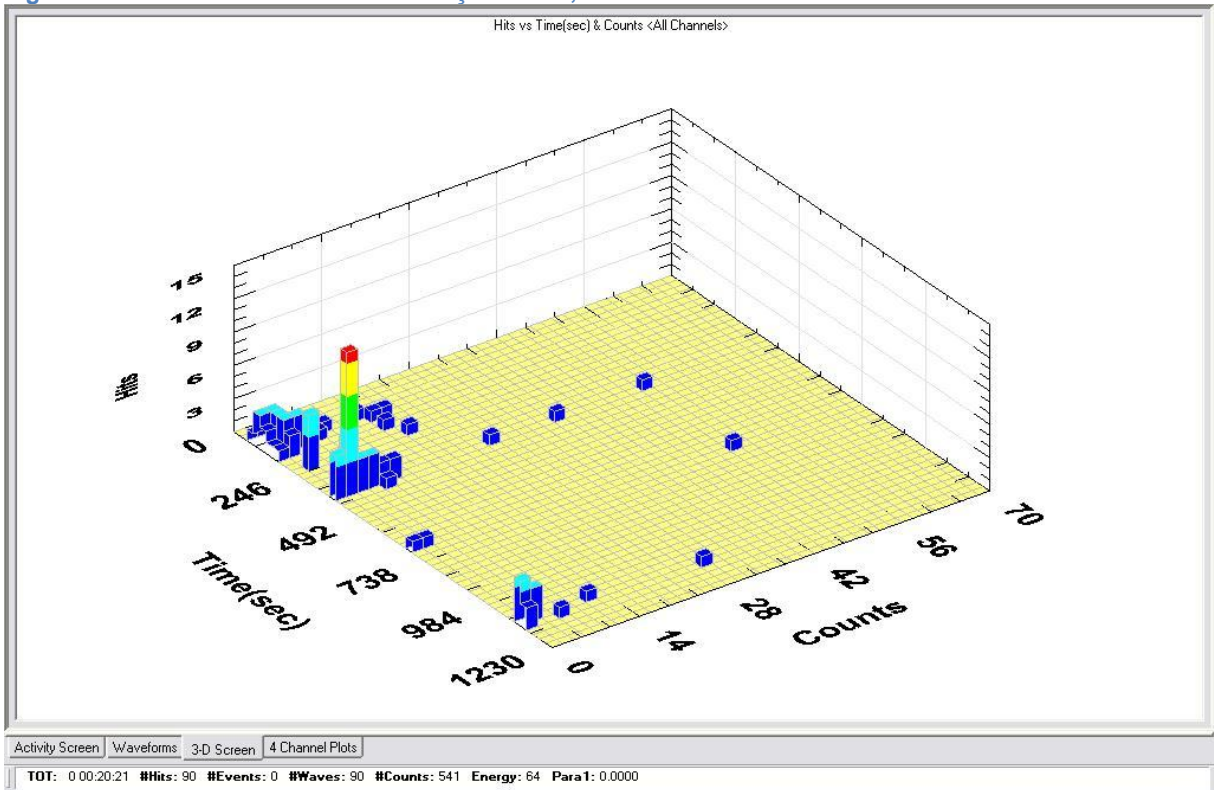 Hits vs Time(sec) & Counts <All Channels>
15
12
9
6
3
0
Hits
246
492
738
984
1230
Time(sec)
0
14
28
42
56
70
Counts
Activity Screen Waveforms 3-D Screen 4 Channel Plots
TOT: 0 00:20:21 #Hits: 90 #Events: 0 #Waves: 90 #Counts: 541 Energy: 64 Para1: 0.0000